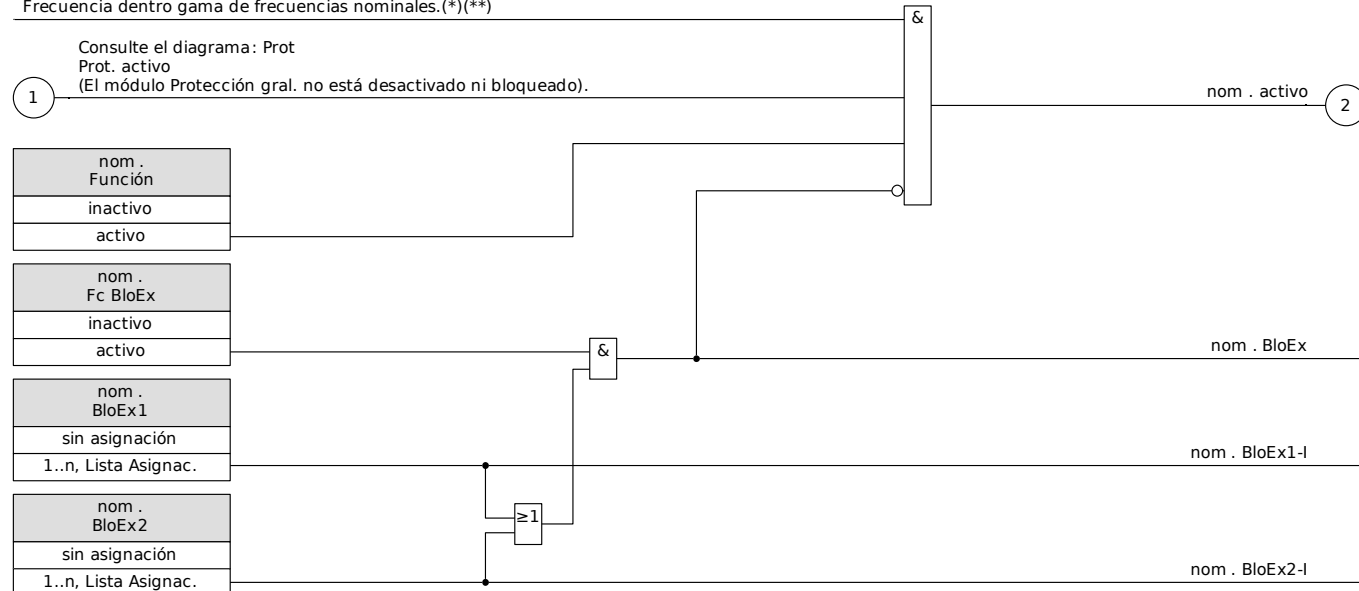 Frecuencia dentro gama de frecuencias nominales.(*)(**)
&
Consulte el diagrama: Prot
Prot. activo
(El módulo Protección gral. no está desactivado ni bloqueado).
1
nom . activo
2
nom .
Función
inactivo
activo
nom .
Fc BloEx
inactivo
activo
&
nom . BloEx
nom .
BloEx1
sin asignación
1..n, Lista Asignac.
nom . BloEx1-I
nom .
BloEx2
≥1
sin asignación
1..n, Lista Asignac.
nom . BloEx2-I